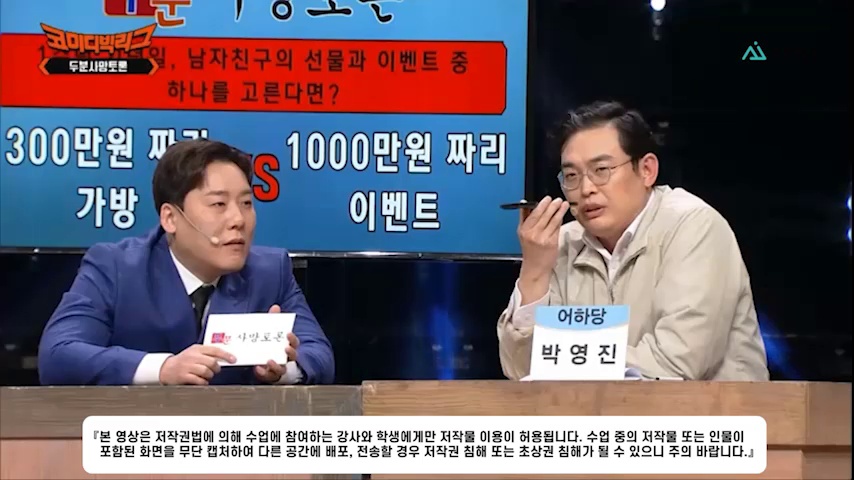 코미디빅리그
두분사망토론
사망토론
남자친구의 선물과 이벤트 중
하나를 고른다면?
300만원 짜리
가방
VS
1000만원 짜리
이벤트
두분 사망토론
어하당
박영진
『본 영상은 저작권법에 의해 수업에 참여하는 강사와 학생에게만 저작물 이용이 허용됩니다. 수업 중의 저작물 또는 인물이
포함된 화면을 무단 캡처하여 다른 공간에 배포, 전송할 경우 저작권 침해 또는 초상권 침해가 될 수 있으니 주의 바랍니다.』